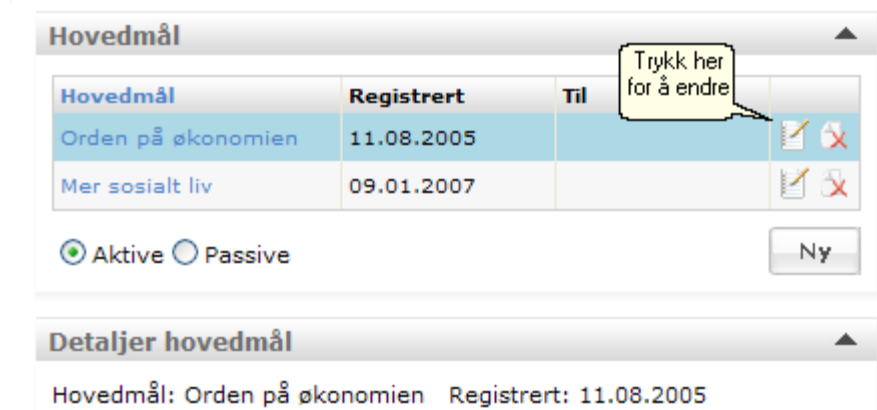 Hovedmål
Trykk her
for å endre
Hovedmål Registrert Til
Orden på økonomien 11.08.2005
Mer sosialt liv 09.01.2007
Aktive Passive Ny
Detaljer hovedmål
Hovedmål: Orden på økonomien Registrert: 11.08.2005